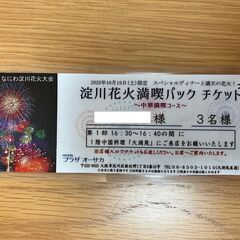 なにわ淀川花火大会
2025年10月18日(土)限定　スペシャルディナーと満天の花火!
淀川花火満喫パック チケット
～中華満喫コース～
様　3名様
第1部 16:30～16:40の間 に
1階中国料理「大湖苑」にご来店をお願いいたします
ホテル
プラザ オーサカ